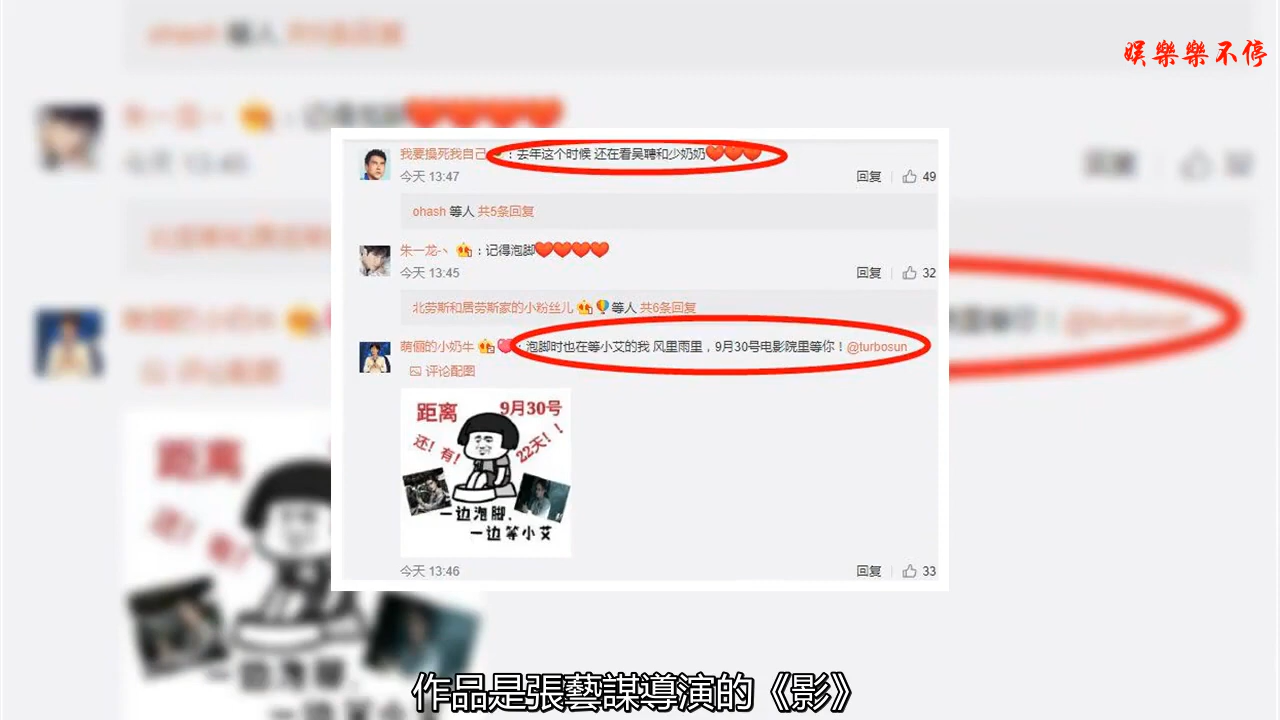 娱樂樂不停
我要摸死我自己：去年这个时候 还在看吴聘和少奶奶
今天 13:47
回复 49
ohash 等人 共5条回复
朱一龙-丶：记得泡脚
今天 13:45
回复 32
北劳斯和居劳斯家的小粉丝儿 等人 共6条回复
萌俪的小奶牛：泡脚时也在等小艾的我 风里雨里，9月30号电影院里等你！@turbosun
评论配图
距离 9月30号
还！有！ 22天！！
一边泡脚，
一边等小艾
今天 13:46
回复 33
作品是張藝謀導演的《影》